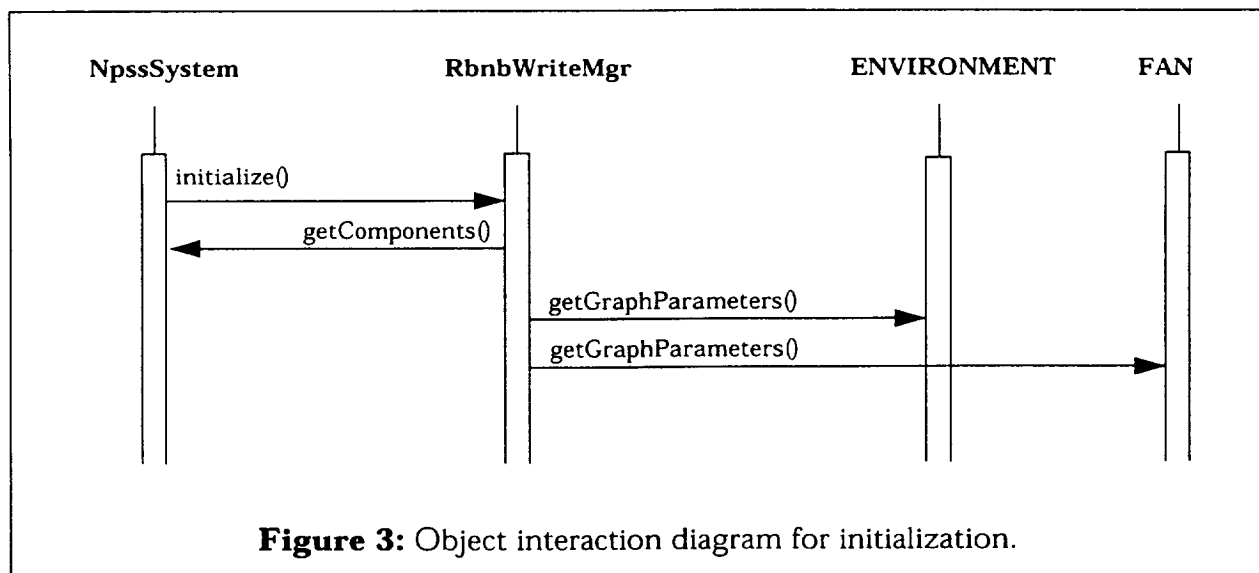 NpssSystem RbnbWriteMgr ENVIRONMENT FAN
initialize()
getComponents()
getGraphParameters()
getGraphParameters()
Figure 3: Object interaction diagram for initialization.